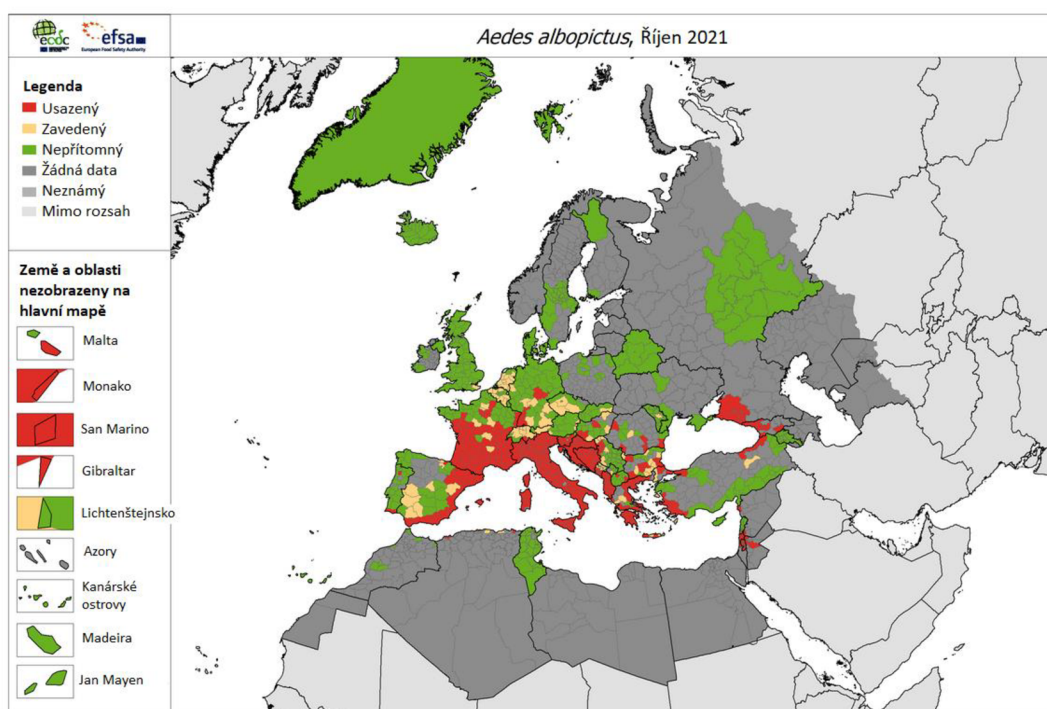 ecdc
efsa
European Food Safety Authority
Aedes albopictus, Říjen 2021
Legenda
Usazený
Zavedený
Nepřítomný
Žádná data
Neznámý
Mimo rozsah
Země a oblasti
nezobrazeny na
hlavní mapě
Malta
Monako
San Marino
Gibraltar
Lichtenštejnsko
Azory
Kanárské
ostrovy
Madeira
Jan Mayen